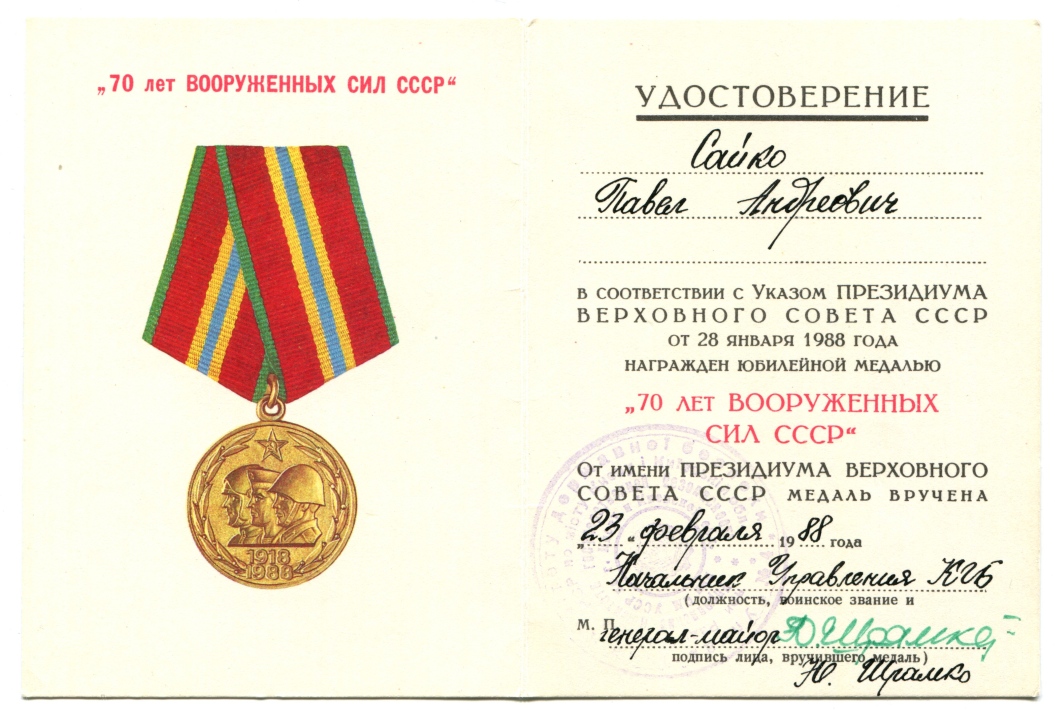 „70 лет ВООРУЖЕННЫХ СИЛ СССР“
1918
1988
УДОСТОВЕРЕНИЕ
Сайко
Павел Андреевич
в соответствии с Указом ПРЕЗИДИУМА
ВЕРХОВНОГО СОВЕТА СССР
от 28 января 1988 года
награжден юбилейной медалью
„70 лет ВООРУЖЕННЫХ
СИЛ СССР“
От имени ПРЕЗИДИУМА ВЕРХОВНОГО
СОВЕТА СССР медаль вручена
„23“ февраля 1988 года
Начальник Управления КГБ
(должность, воинское звание и
М. П. генерал-майор
подпись лица, вручившего медаль)
Ю. Шрамко